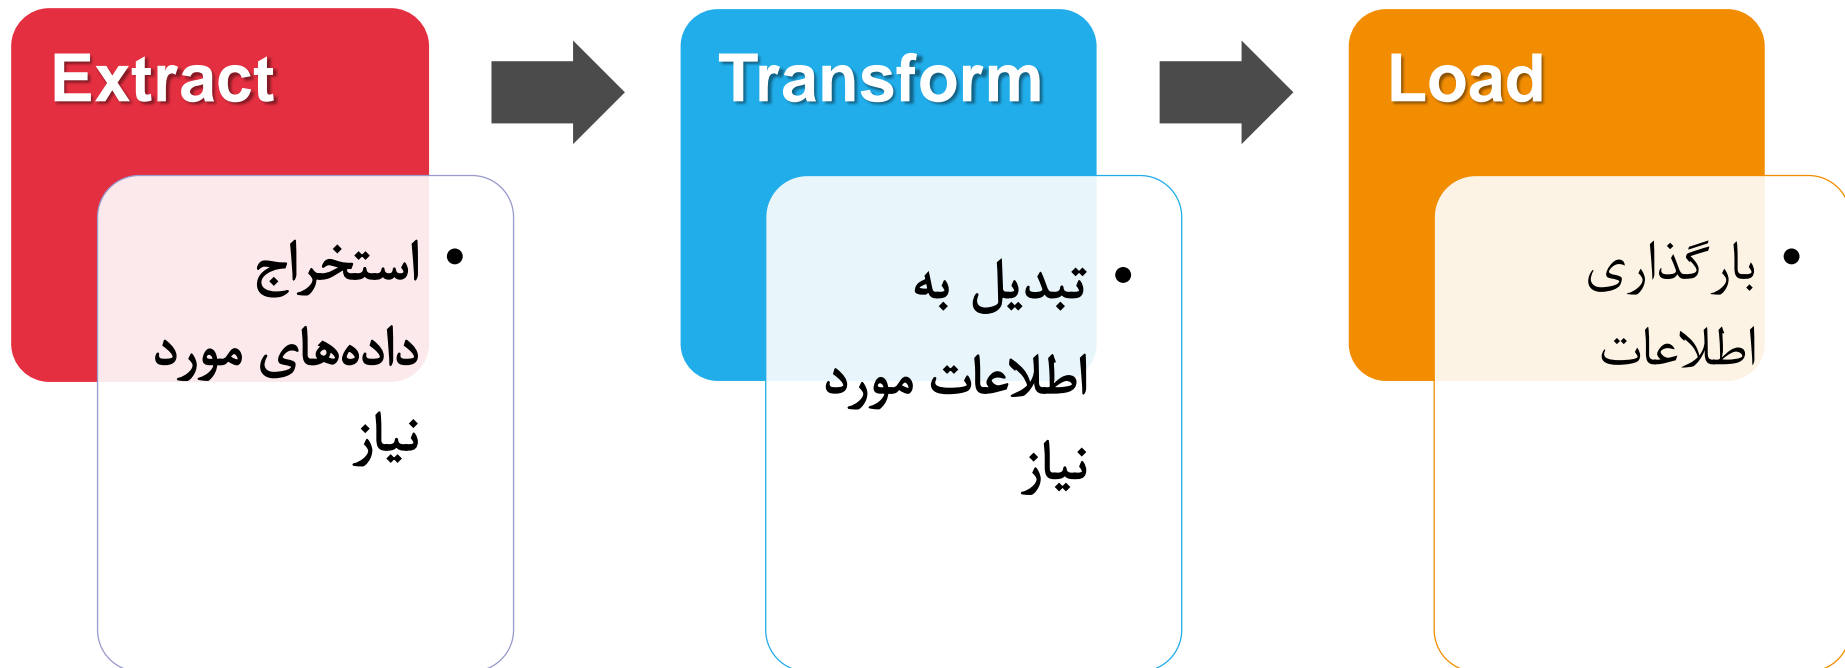 Extract
• استخراج
داده‌های مورد
نیاز
Transform
• تبدیل به
اطلاعات مورد
نیاز
Load
• بارگذاری
اطلاعات